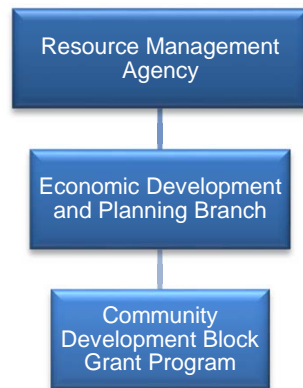 Resource Management
Agency
Economic Development
and Planning Branch
Community
Development Block
Grant Program